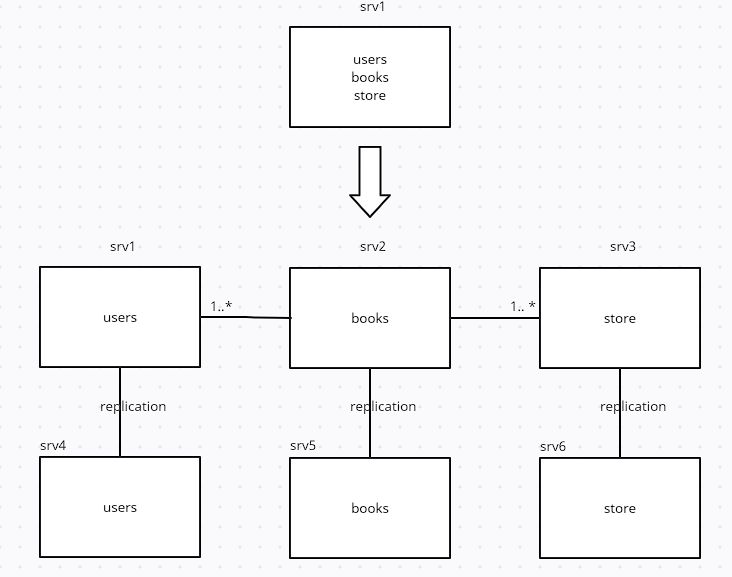 srv1
users
books
store
srv1
srv2
srv3
users
1..*
books
1.. *
store
replication
replication
replication
srv4
srv5
srv6
users
books
store